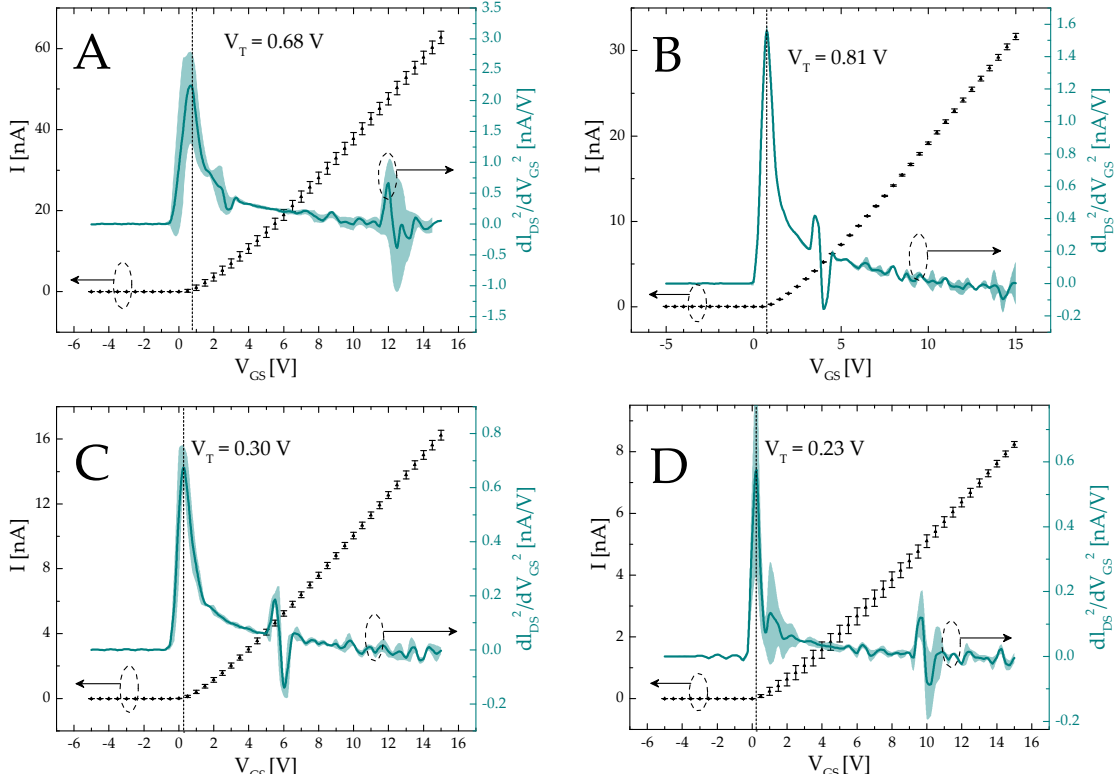 A
V_T = 0.68 V
I [nA]
60
40
20
0
3.5
3.0
2.5
2.0
1.5
1.0
0.5
0.0
-0.5
-1.0
-1.5
dI_DS^2/dV_GS^2 [nA/V]
-6 -4 -2 0 2 4 6 8 10 12 14 16
V_GS [V]
B
V_T = 0.81 V
I [nA]
30
20
10
0
1.6
1.4
1.2
1.0
0.8
0.6
0.4
0.2
0.0
-0.2
dI_DS^2/dV_GS^2 [nA/V]
-5 0 5 10 15
V_GS [V]
C
V_T = 0.30 V
I [nA]
16
12
8
4
0
0.8
0.6
0.4
0.2
0.0
-0.2
dI_DS^2/dV_GS^2 [nA/V]
-6 -4 -2 0 2 4 6 8 10 12 14 16
V_GS [V]
D
V_T = 0.23 V
I [nA]
8
6
4
2
0
0.6
0.4
0.2
0.0
-0.2
dI_DS^2/dV_GS^2 [nA/V]
-6 -4 -2 0 2 4 6 8 10 12 14 16
V_GS [V]